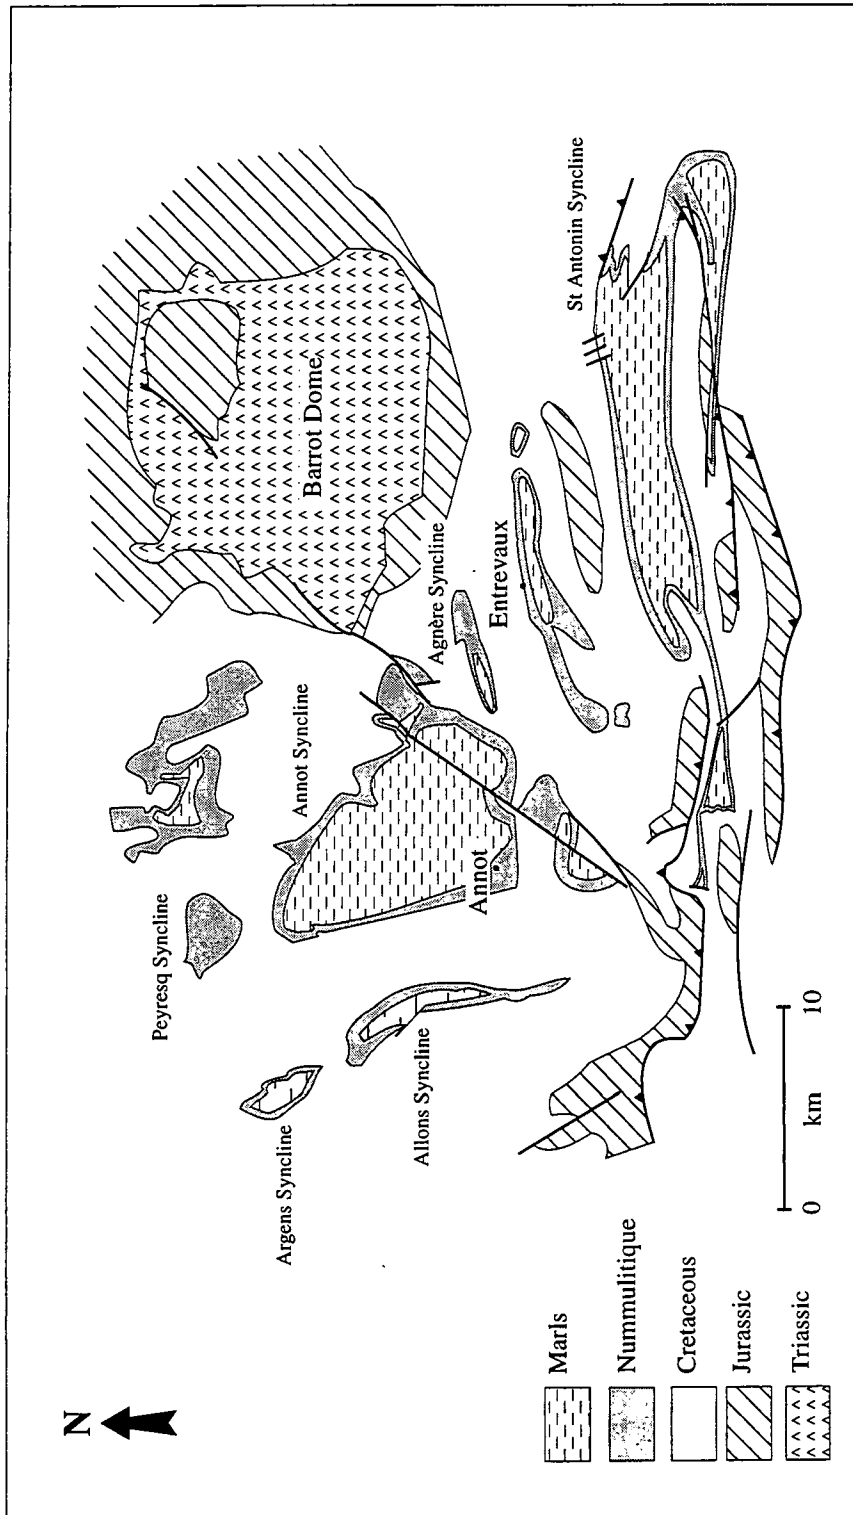 N
Peyresq Syncline
Annot Syncline
Argens Syncline
Allons Syncline
Annot
Agnère Syncline
Entrevaux
Barrot Dome
St Antonin Syncline
Marls
Nummulitique
Cretaceous
Jurassic
Triassic
0 km 10